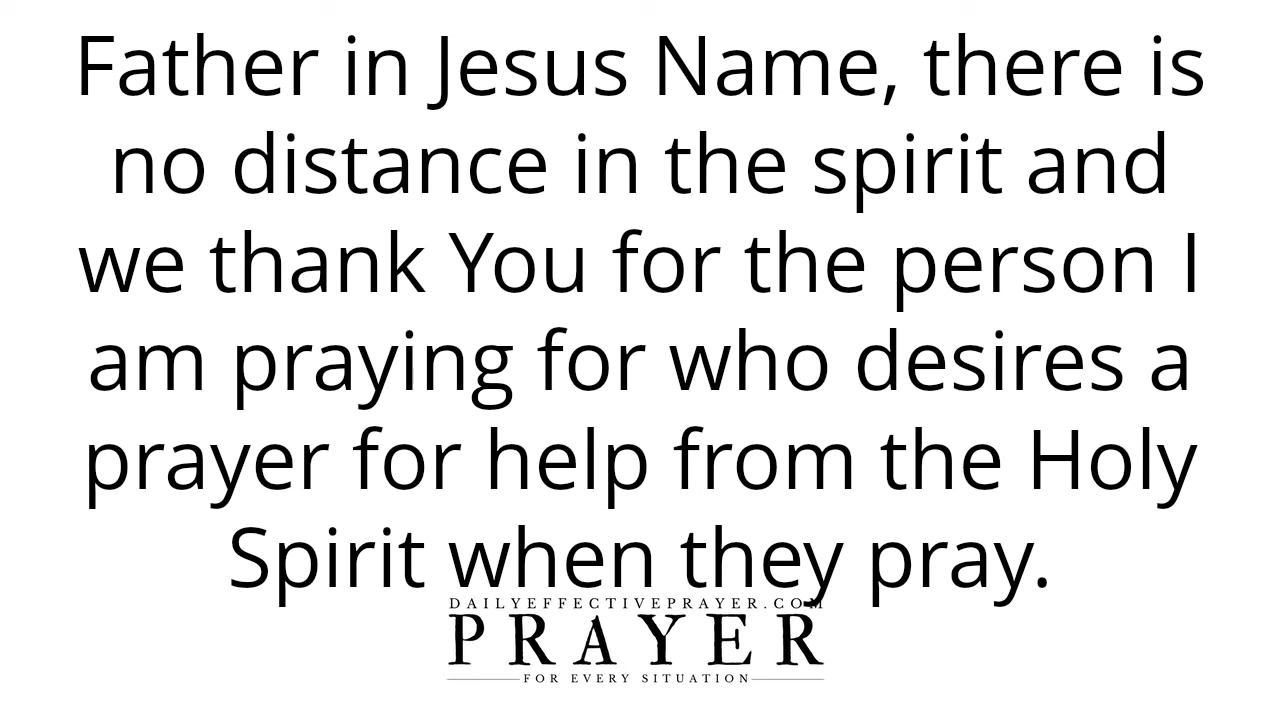 Father in Jesus Name, there is
no distance in the spirit and
we thank You for the person I
am praying for who desires a
prayer for help from the Holy
Spirit when they pray.
DAILYEFFECTIVEPRAYER.COM
PRAYER
FOR EVERY SITUATION